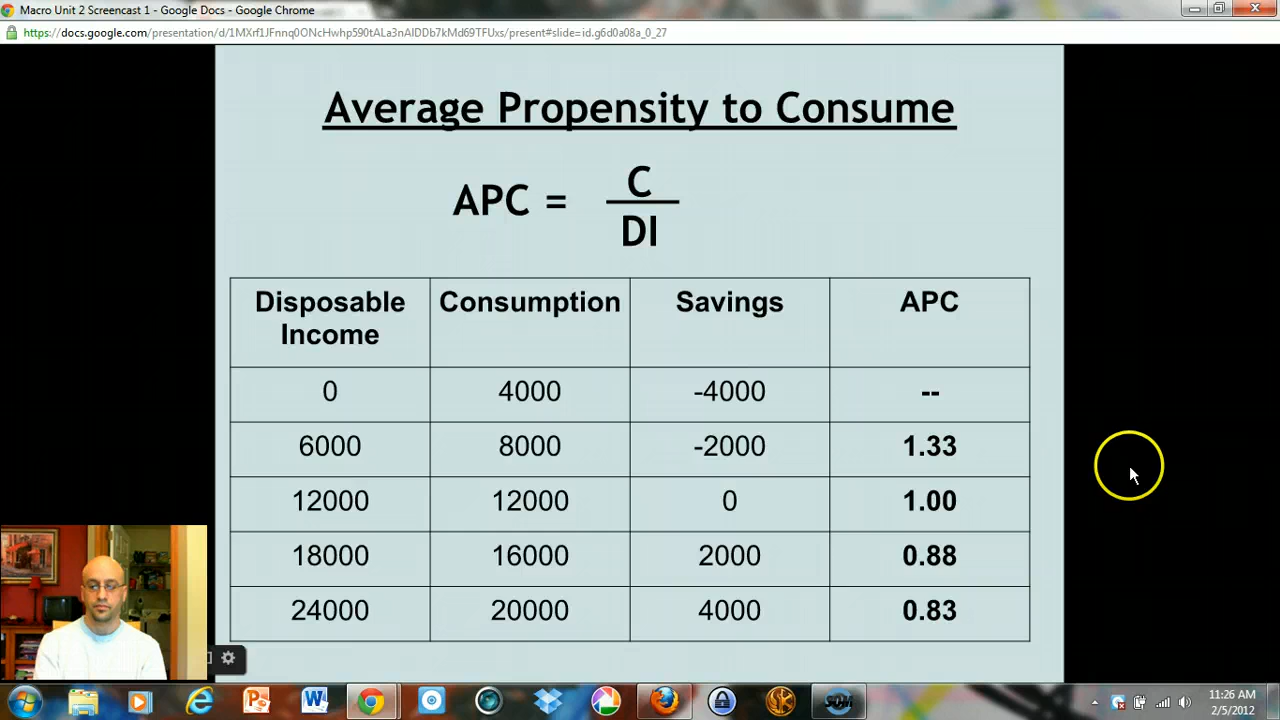 Macro Unit 2 Screencast 1 - Google Docs - Google Chrome
https://docs.google.com/presentation/d/1MXrf1JFnnq0ONcHwhp590tALa3nAlDDb7kMd69TFUxs/present#slide=id.g6d0a08a_0_27
Average Propensity to Consume
APC = C
DI
Disposable Income Consumption Savings APC
0 4000 -4000 --
6000 8000 -2000 1.33
12000 12000 0 1.00
18000 16000 2000 0.88
24000 20000 4000 0.83
11:26 AM
2/5/2012